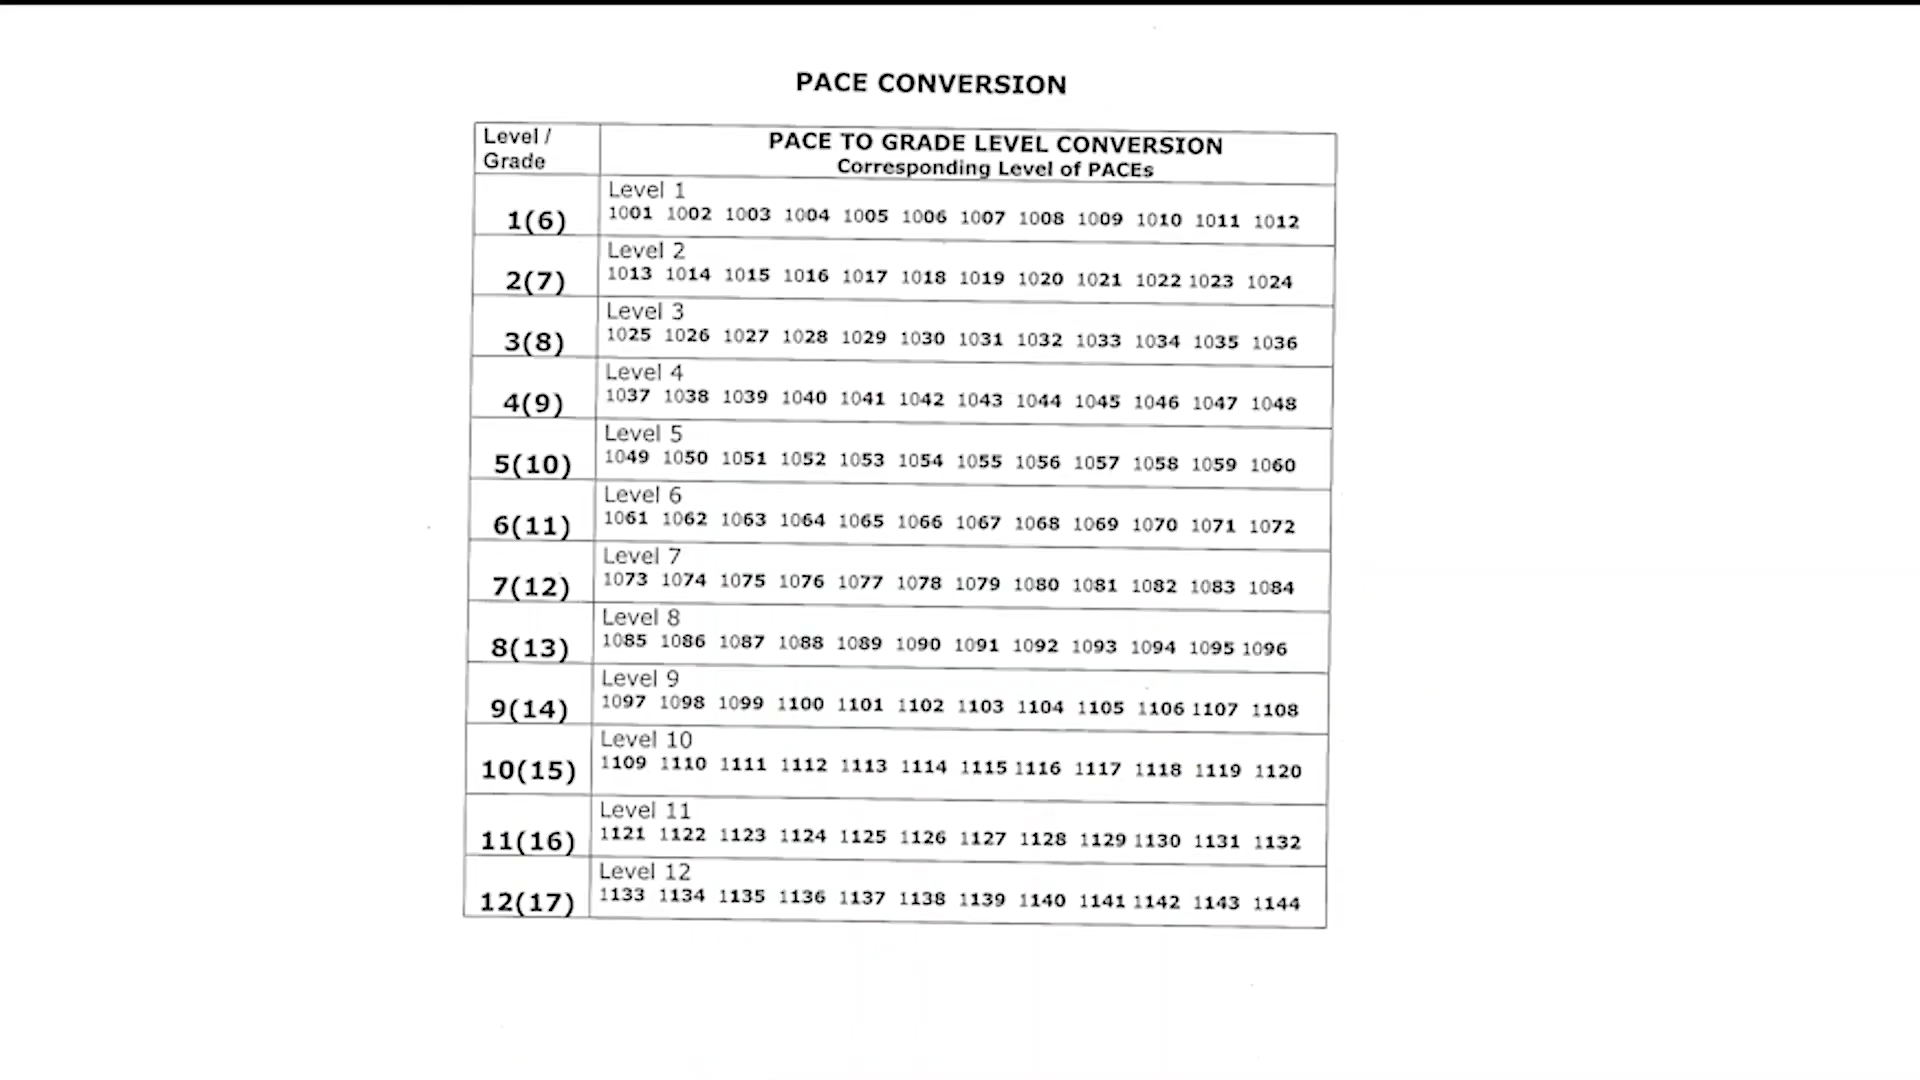 PACE CONVERSION
Level / Grade
PACE TO GRADE LEVEL CONVERSION
Corresponding Level of PACEs
1(6)
Level 1
1001 1002 1003 1004 1005 1006 1007 1008 1009 1010 1011 1012
2(7)
Level 2
1013 1014 1015 1016 1017 1018 1019 1020 1021 1022 1023 1024
3(8)
Level 3
1025 1026 1027 1028 1029 1030 1031 1032 1033 1034 1035 1036
4(9)
Level 4
1037 1038 1039 1040 1041 1042 1043 1044 1045 1046 1047 1048
5(10)
Level 5
1049 1050 1051 1052 1053 1054 1055 1056 1057 1058 1059 1060
6(11)
Level 6
1061 1062 1063 1064 1065 1066 1067 1068 1069 1070 1071 1072
7(12)
Level 7
1073 1074 1075 1076 1077 1078 1079 1080 1081 1082 1083 1084
8(13)
Level 8
1085 1086 1087 1088 1089 1090 1091 1092 1093 1094 1095 1096
9(14)
Level 9
1097 1098 1099 1100 1101 1102 1103 1104 1105 1106 1107 1108
10(15)
Level 10
1109 1110 1111 1112 1113 1114 1115 1116 1117 1118 1119 1120
11(16)
Level 11
1121 1122 1123 1124 1125 1126 1127 1128 1129 1130 1131 1132
12(17)
Level 12
1133 1134 1135 1136 1137 1138 1139 1140 1141 1142 1143 1144